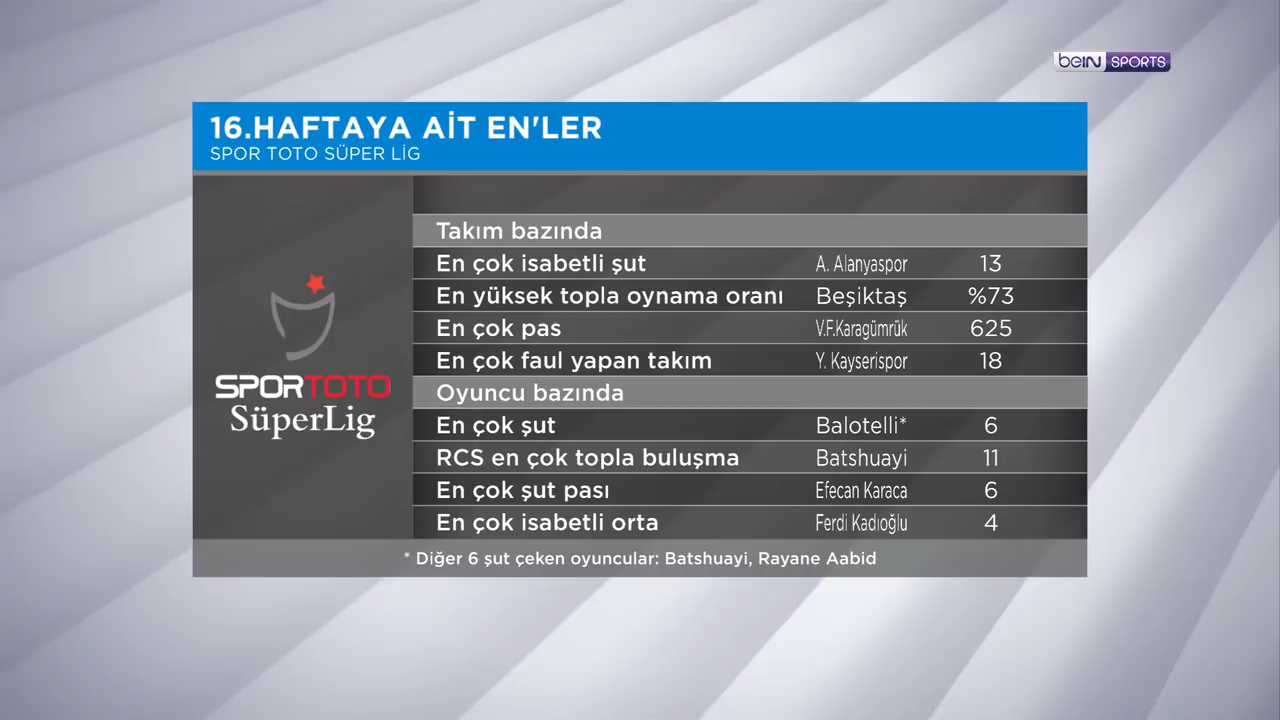 beIN SPORTS
16.HAFTAYA AİT EN'LER
SPOR TOTO SÜPER LİG
Takım bazında
En çok isabetli şut A. Alanyaspor 13
En yüksek topla oynama oranı Beşiktaş %73
En çok pas V.F.Karagümrük 625
En çok faul yapan takım Y. Kayserispor 18
Oyuncu bazında
En çok şut Balotelli* 6
RCS en çok topla buluşma Batshuayi 11
En çok şut pası Efecan Karaca 6
En çok isabetli orta Ferdi Kadıoğlu 4
SPORTOTO
SüperLig
* Diğer 6 şut çeken oyuncular: Batshuayi, Rayane Aabid